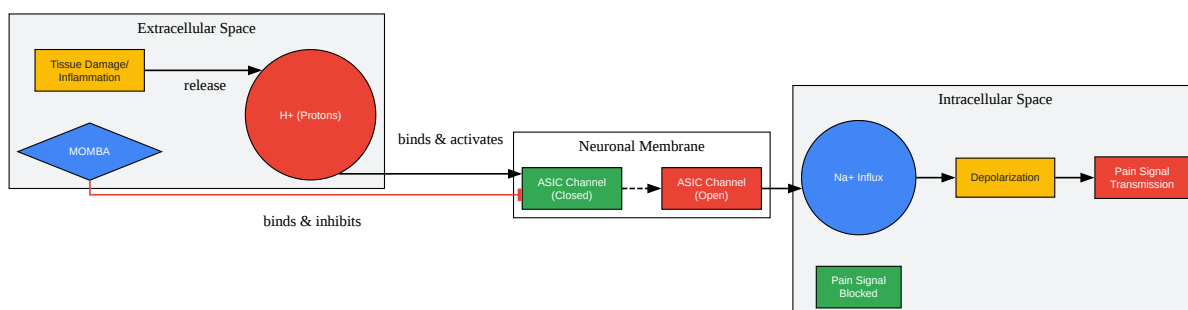 Extracellular Space
Tissue Damage/
Inflammation
release
H+ (Protons)
MOMBA
binds & activates
binds & inhibits
Neuronal Membrane
ASIC Channel
(Closed)
ASIC Channel
(Open)
Intracellular Space
Na+ Influx
Depolarization
Pain Signal
Transmission
Pain Signal
Blocked